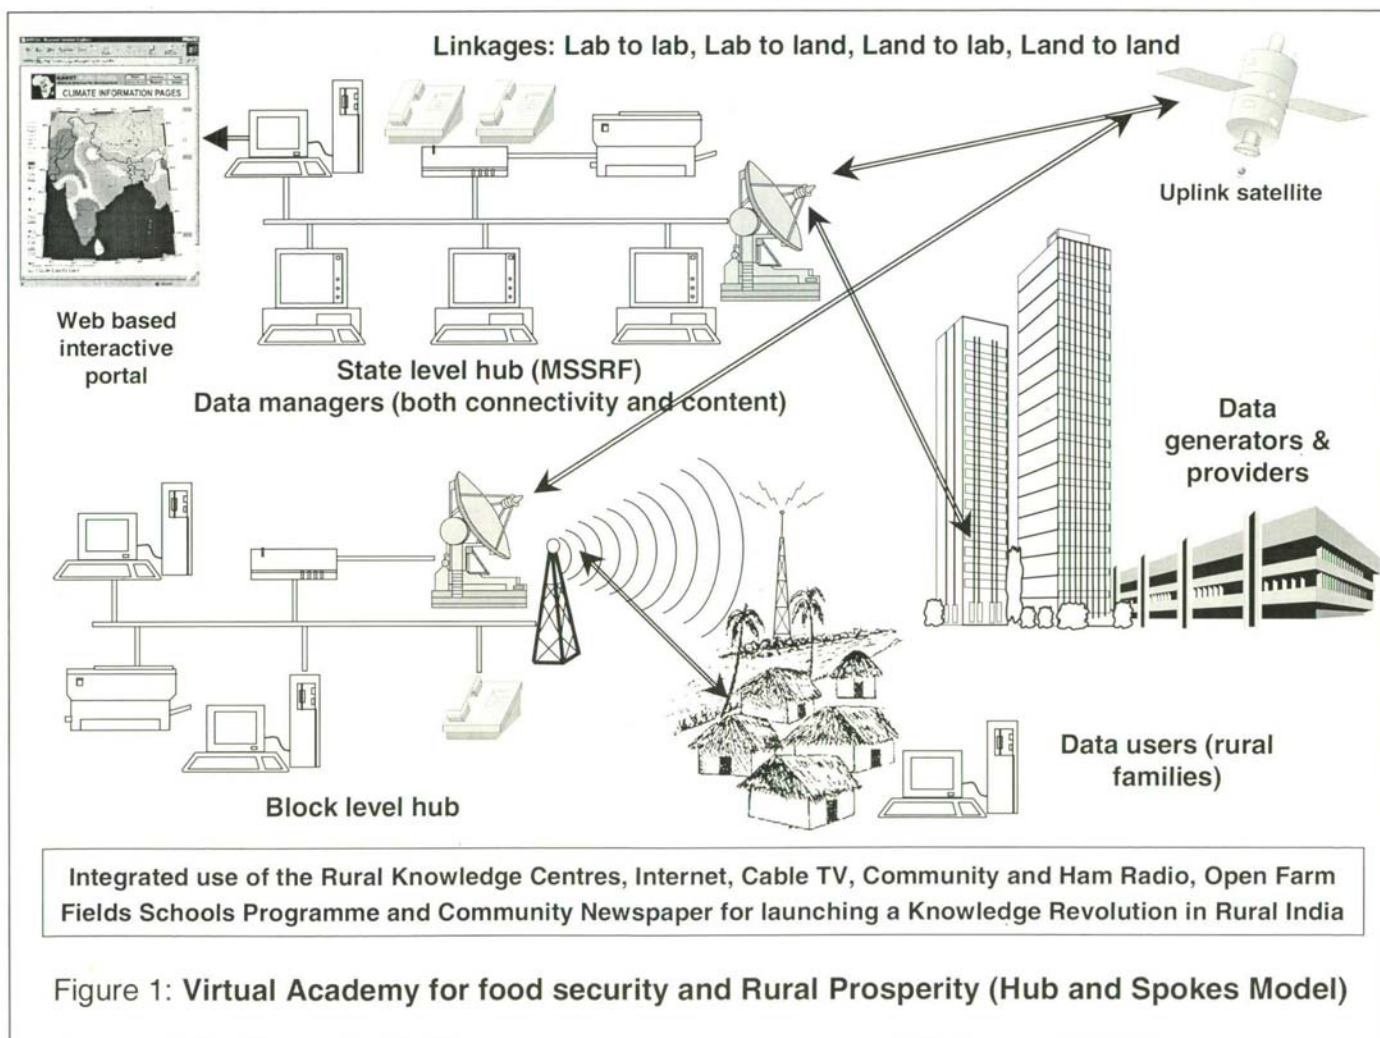 Linkages: Lab to lab, Lab to land, Land to lab, Land to land
CLIMATE INFORMATION PAGES
Uplink satellite
Web based
interactive
portal
State level hub (MSSRF)
Data managers (both connectivity and content)
Data
generators &
providers
Block level hub
Data users (rural
families)
Integrated use of the Rural Knowledge Centres, Internet, Cable TV, Community and Ham Radio, Open Farm
Fields Schools Programme and Community Newspaper for launching a Knowledge Revolution in Rural India
Figure 1: Virtual Academy for food security and Rural Prosperity (Hub and Spokes Model)